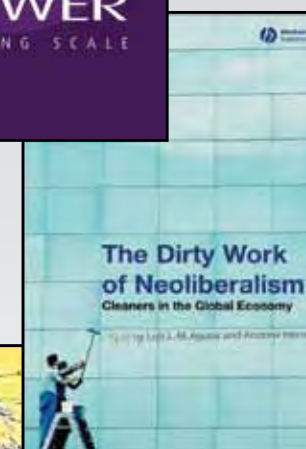 WER
NG SCALE
The Dirty Work
of Neoliberalism
Cleaners in the Global Economy